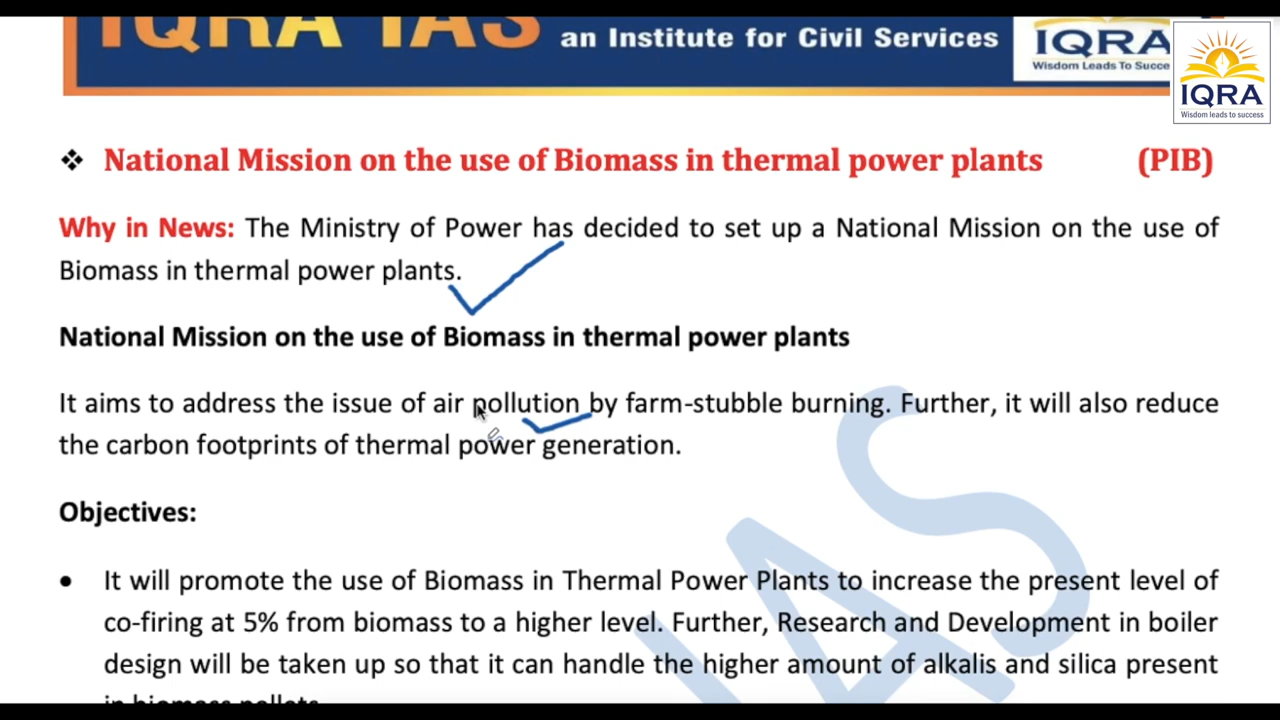 IQRA IAS an Institute for Civil Services
IQRA
Wisdom Leads To Succe
IQRA
Wisdom leads to success
❖ National Mission on the use of Biomass in thermal power plants (PIB)
Why in News: The Ministry of Power has decided to set up a National Mission on the use of
Biomass in thermal power plants.
National Mission on the use of Biomass in thermal power plants
It aims to address the issue of air pollution by farm-stubble burning. Further, it will also reduce
the carbon footprints of thermal power generation.
Objectives:
• It will promote the use of Biomass in Thermal Power Plants to increase the present level of
co-firing at 5% from biomass to a higher level. Further, Research and Development in boiler
design will be taken up so that it can handle the higher amount of alkalis and silica present
in biomass pellets.
IAS